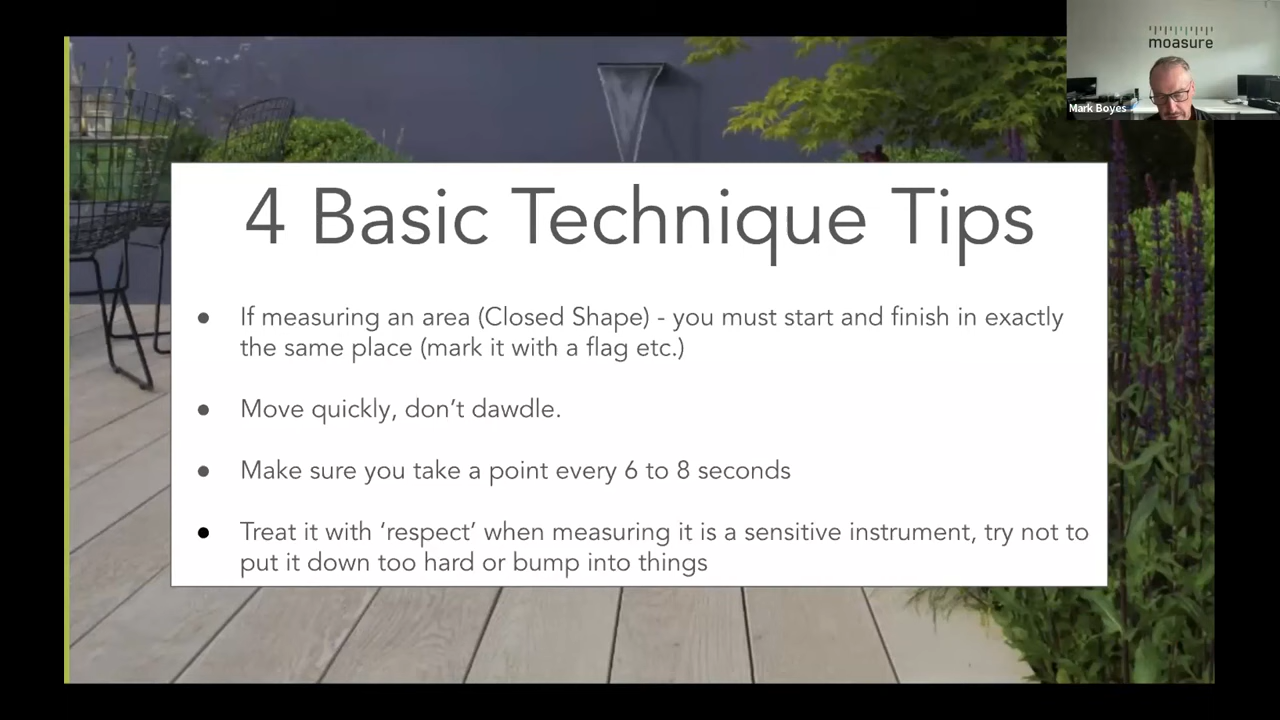 moasure
Mark Boyes
4 Basic Technique Tips
● If measuring an area (Closed Shape) - you must start and finish in exactly
the same place (mark it with a flag etc.)
● Move quickly, don’t dawdle.
● Make sure you take a point every 6 to 8 seconds
● Treat it with ‘respect’ when measuring it is a sensitive instrument, try not to
put it down too hard or bump into things